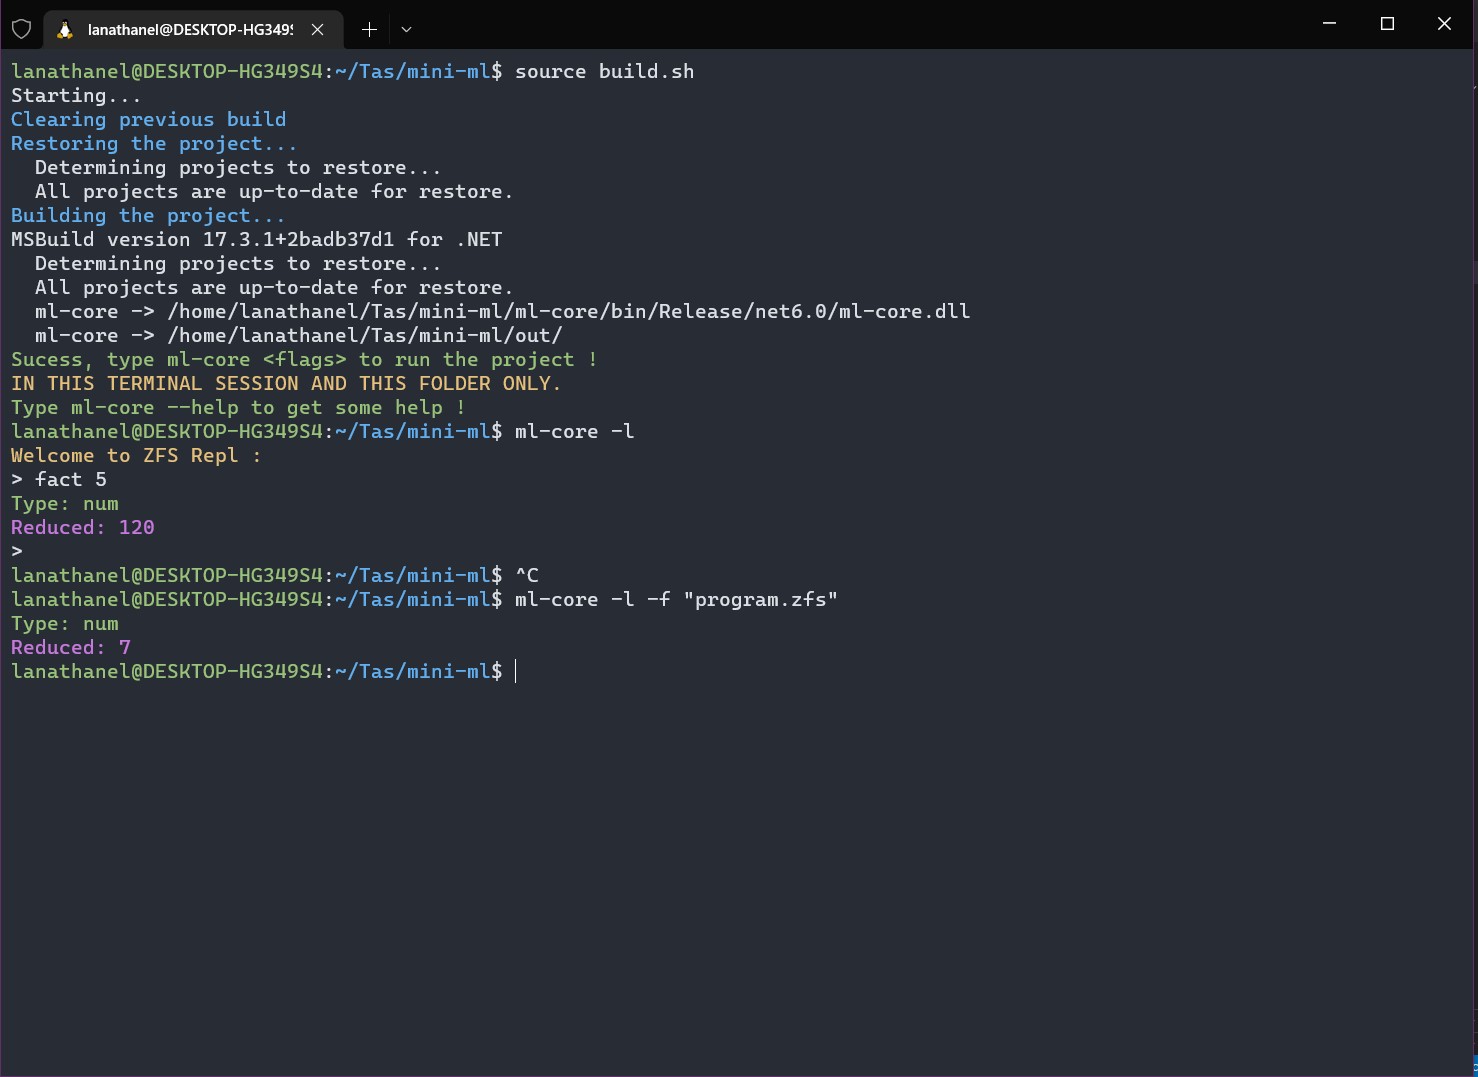 lanathanel@DESKTOP-HG349S
lanathanel@DESKTOP-HG349S4:~/Tas/mini-ml$ source build.sh
Starting...
Clearing previous build
Restoring the project...
  Determining projects to restore...
  All projects are up-to-date for restore.
Building the project...
MSBuild version 17.3.1+2badb37d1 for .NET
  Determining projects to restore...
  All projects are up-to-date for restore.
  ml-core -> /home/lanathanel/Tas/mini-ml/ml-core/bin/Release/net6.0/ml-core.dll
  ml-core -> /home/lanathanel/Tas/mini-ml/out/
Sucess, type ml-core <flags> to run the project !
IN THIS TERMINAL SESSION AND THIS FOLDER ONLY.
Type ml-core --help to get some help !
lanathanel@DESKTOP-HG349S4:~/Tas/mini-ml$ ml-core -l
Welcome to ZFS Repl :
> fact 5
Type: num
Reduced: 120
>
lanathanel@DESKTOP-HG349S4:~/Tas/mini-ml$ ^C
lanathanel@DESKTOP-HG349S4:~/Tas/mini-ml$ ml-core -l -f "program.zfs"
Type: num
Reduced: 7
lanathanel@DESKTOP-HG349S4:~/Tas/mini-ml$